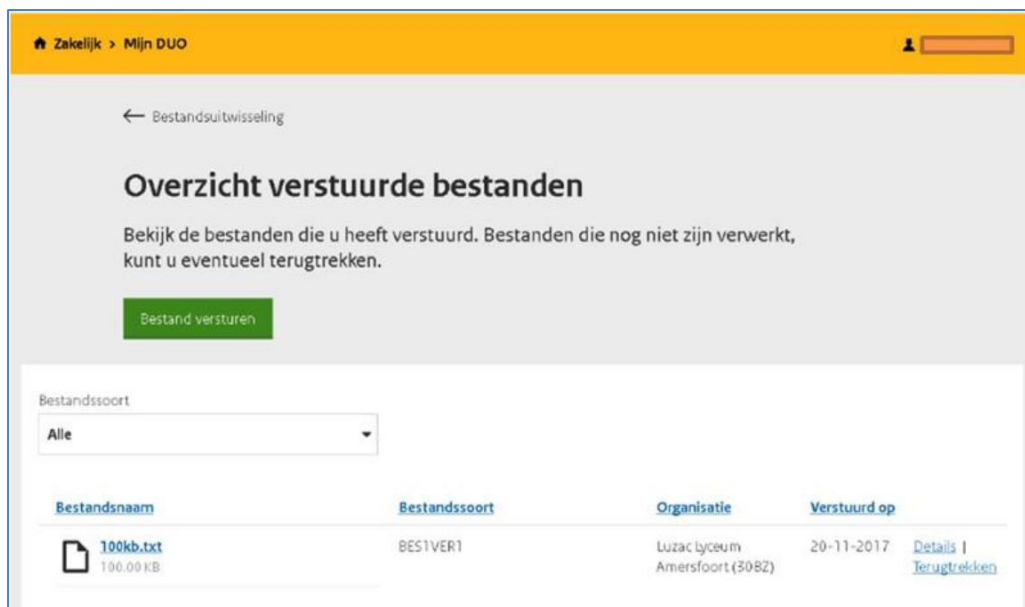 Zakelijk > Mijn DUO
← Bestandsuitwisseling
Overzicht verstuurde bestanden
Bekijk de bestanden die u heeft verstuurd. Bestanden die nog niet zijn verwerkt,
kunt u eventueel terugtrekken.
Bestand versturen
Bestandssoort
Alle
Bestandsnaam Bestandssoort Organisatie Verstuurd op
100kb.txt BES1VER1 Luzac Lyceum 20-11-2017 Details |
100.00 KB Amersfoort (30BZ) Terugtrekken